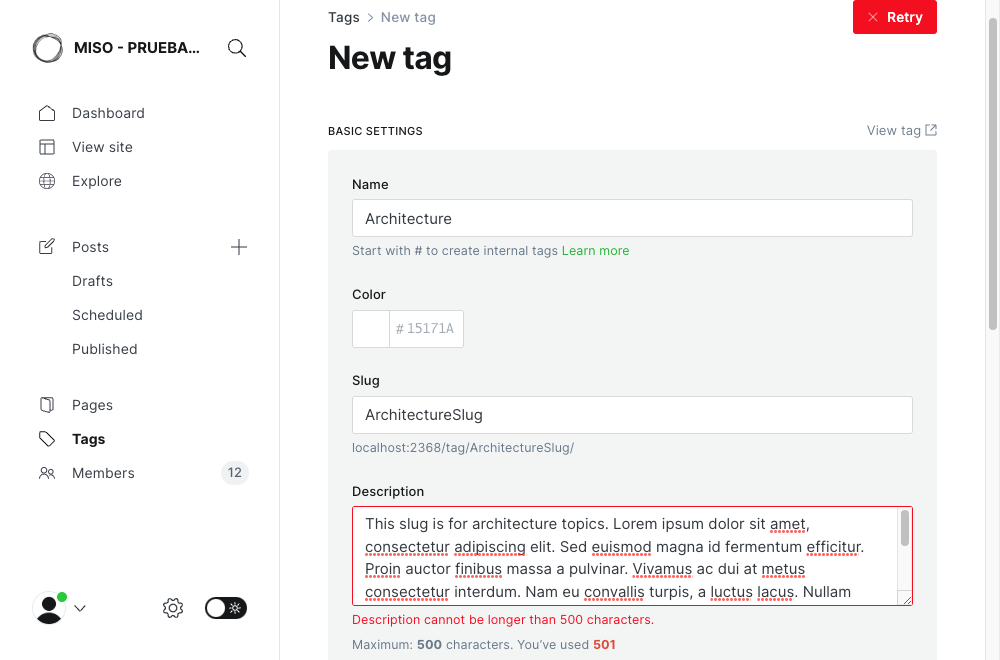 MISO - PRUEBA...
Dashboard
View site
Explore
Posts
Drafts
Scheduled
Published
Pages
Tags
Members 12
Tags > New tag
Retry
New tag
BASIC SETTINGS
View tag
Name
Architecture
Start with # to create internal tags Learn more
Color
# 15171A
Slug
ArchitectureSlug
localhost:2368/tag/ArchitectureSlug/
Description
This slug is for architecture topics. Lorem ipsum dolor sit amet,
consectetur adipiscing elit. Sed euismod magna id fermentum efficitur.
Proin auctor finibus massa a pulvinar. Vivamus ac dui at metus
consectetur interdum. Nam eu convallis turpis, a luctus lacus. Nullam
Description cannot be longer than 500 characters.
Maximum: 500 characters. You've used 501